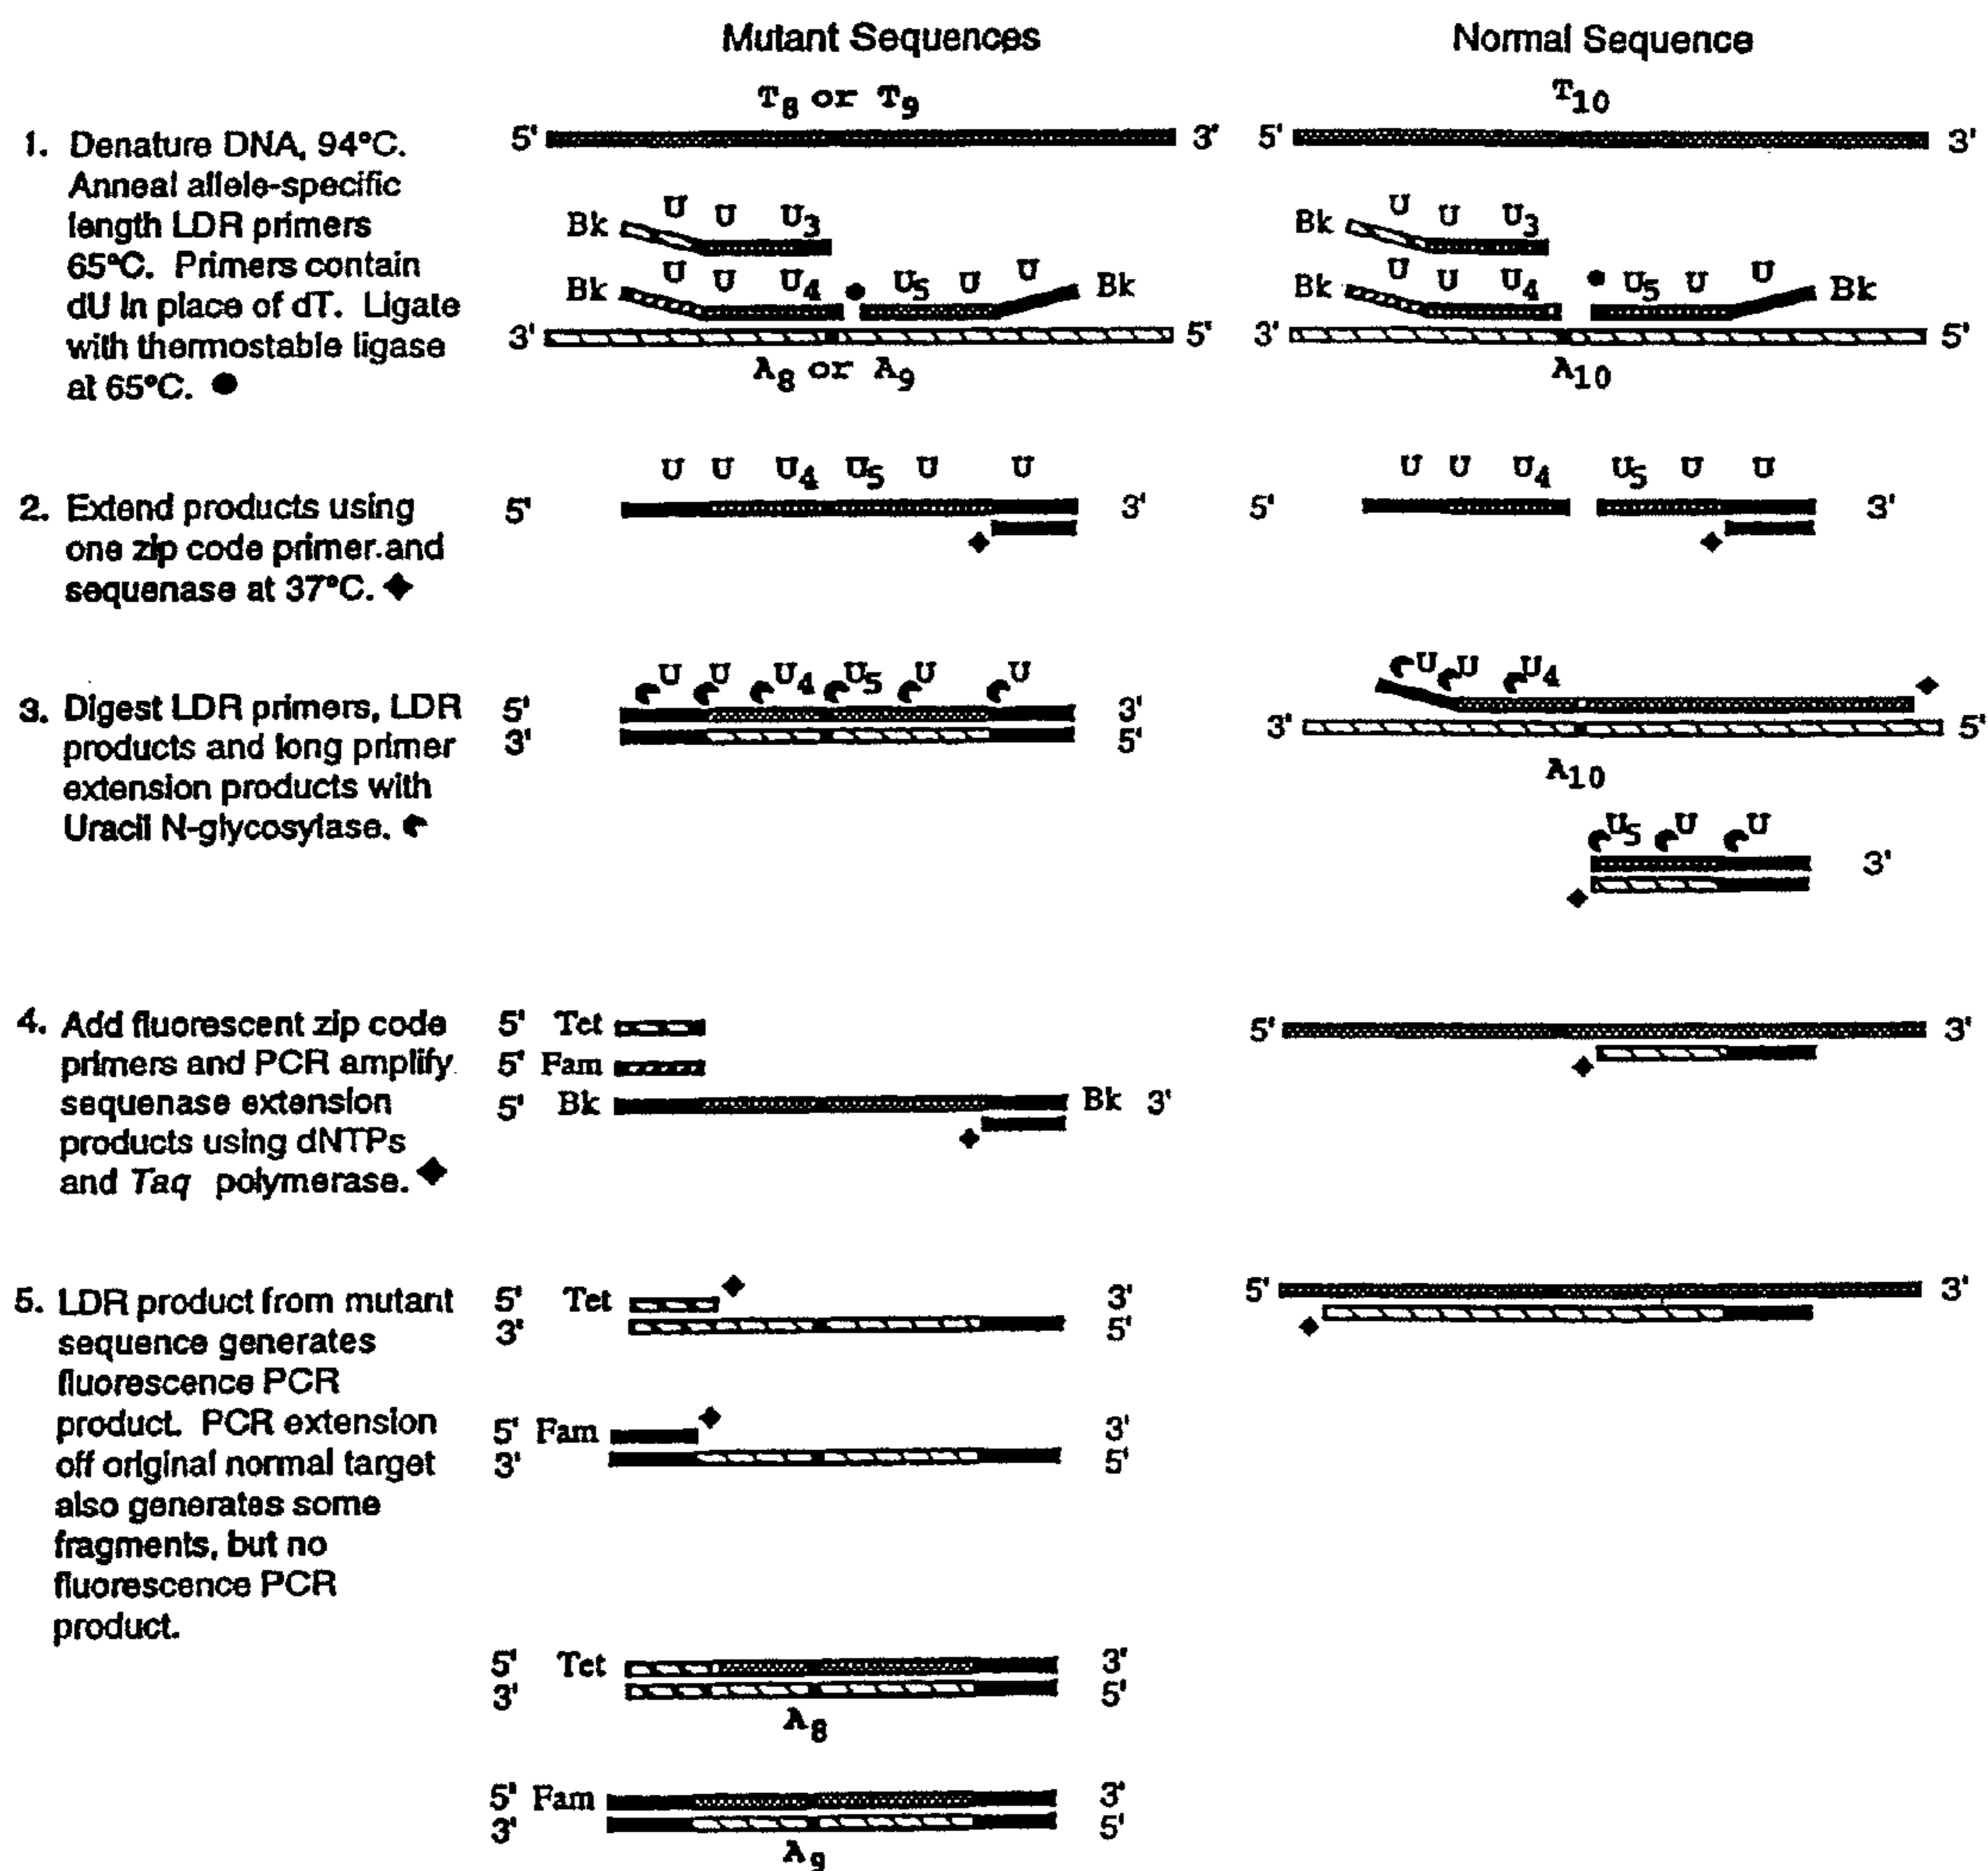 Mutant Sequences
Normal Sequence
T8 or T9
T10
1. Denature DNA, 94°C.
Anneal allele-specific
length LDR primers
65°C. Primers contain
dU in place of dT. Ligate
with thermostable ligase
at 65°C. ●
5' 3'
5' 3'
U U U3
Bk
U U U4 U5 U U
Bk Bk
3' 5'
A8 or A9
U U U3
Bk
U U U4 U5 U U
Bk Bk
3' 5'
A10
2. Extend products using
one zip code primer.and
sequenase at 37°C. ◆
U U U4 U5 U U
5' 3'
U U U4 U5 U U
5' 3'
3. Digest LDR primers, LDR
products and long primer
extension products with
Uracil N-glycosylase.
U U U4 U5 U U
5' 3'
3' 5'
U U U4
3' 5'
A10
U5 U U
3'
4. Add fluorescent zip code
primers and PCR amplify
sequenase extension
products using dNTPs
and Taq polymerase. ◆
5' Tet
5' Fam
5' Bk Bk 3'
5' 3'
5. LDR product from mutant
sequence generates
fluorescence PCR
product. PCR extension
off original normal target
also generates some
fragments, but no
fluorescence PCR
product.
5' Tet 3'
3' 5'
5' 3'
5' Fam 3'
3' 5'
5' Tet 3'
3' 5'
A8
5' Fam 3'
3' 5'
A9